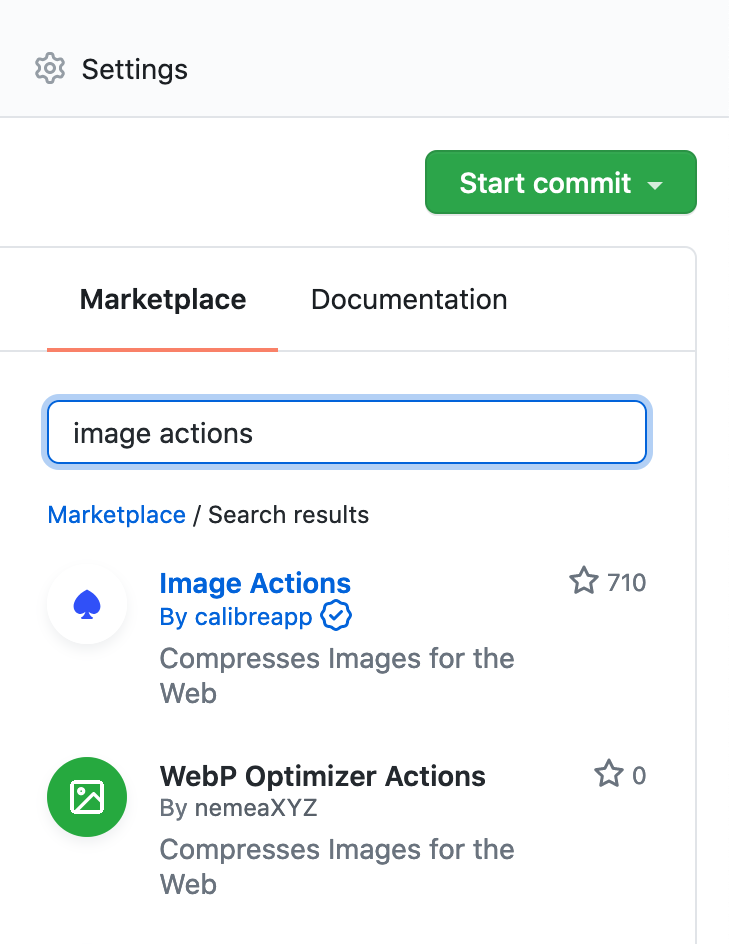 Settings
Start commit
Marketplace
Documentation
image actions
Marketplace / Search results
Image Actions
710
By calibreapp
Compresses Images for the
Web
WebP Optimizer Actions
0
By nemeaXYZ
Compresses Images for the
Web